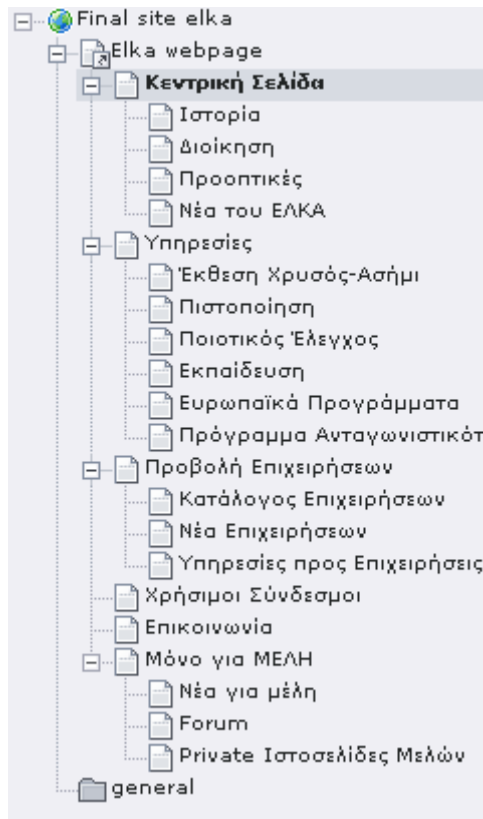 Final site elka
Elka webpage
Κεντρική Σελίδα
Ιστορία
Διοίκηση
Προοπτικές
Νέα του ΕΛΚΑ
Υπηρεσίες
Έκθεση Χρυσός-Ασήμι
Πιστοποίηση
Ποιοτικός Έλεγχος
Εκπαίδευση
Ευρωπαϊκά Προγράμματα
Πρόγραμμα Ανταγωνιστικότ
Προβολή Επιχειρήσεων
Κατάλογος Επιχειρήσεων
Νέα Επιχειρήσεων
Υπηρεσίες προς Επιχειρήσεις
Χρήσιμοι Σύνδεσμοι
Επικοινωνία
Μόνο για ΜΕΛΗ
Νέα για μέλη
Forum
Private Ιστοσελίδες Μελών
general